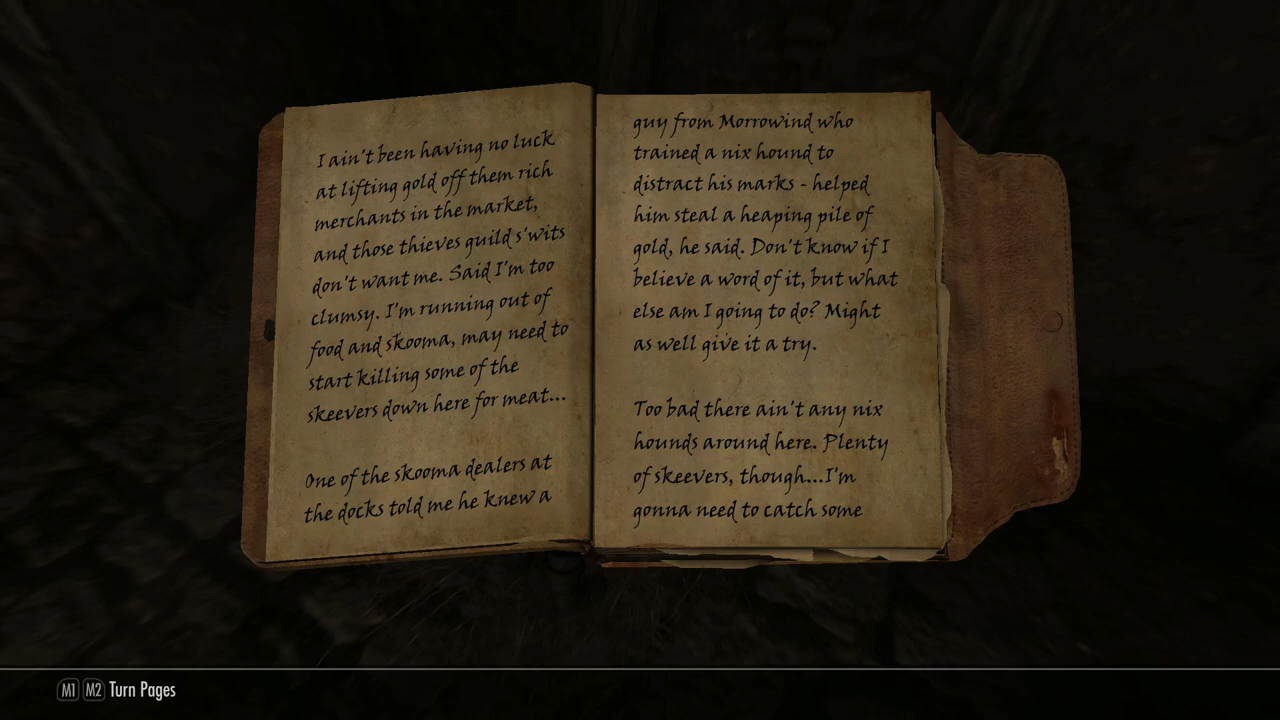 I ain't been having no luck
at lifting gold off them rich
merchants in the market,
and those thieves guild s'wits
don't want me. Said I'm too
clumsy. I'm running out of
food and skooma, may need to
start killing some of the
skeevers down here for meat...
One of the skooma dealers at
the docks told me he knew a
guy from Morrowind who
trained a nix hound to
distract his marks - helped
him steal a heaping pile of
gold, he said. Don't know if I
believe a word of it, but what
else am I going to do? Might
as well give it a try.
Too bad there ain't any nix
hounds around here. Plenty
of skeevers, though...I'm
gonna need to catch some
M1 M2 Turn Pages